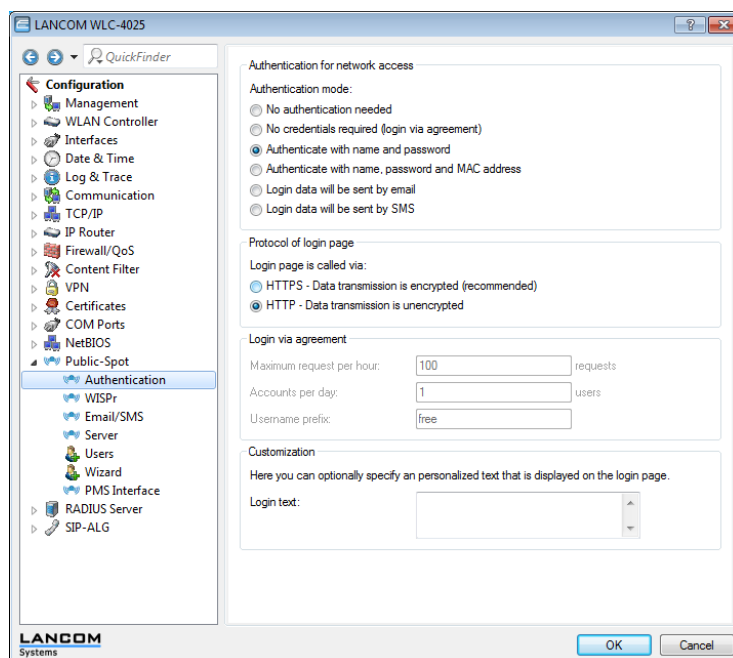 LANCOM WLC-4025
?
QuickFinder
Configuration
Management
WLAN Controller
Interfaces
Date & Time
Log & Trace
Communication
TCP/IP
IP Router
Firewall/QoS
Content Filter
VPN
Certificates
COM Ports
NetBIOS
Public-Spot
Authentication
WISPr
Email/SMS
Server
Users
Wizard
PMS Interface
RADIUS Server
SIP-ALG
Authentication for network access
Authentication mode:
No authentication needed
No credentials required (login via agreement)
Authenticate with name and password
Authenticate with name, password and MAC address
Login data will be sent by email
Login data will be sent by SMS
Protocol of login page
Login page is called via:
HTTPS - Data transmission is encrypted (recommended)
HTTP - Data transmission is unencrypted
Login via agreement
Maximum request per hour: 100 requests
Accounts per day: 1 users
Username prefix: free
Customization
Here you can optionally specify an personalized text that is displayed on the login page.
Login text:
LANCOM
Systems
OK Cancel